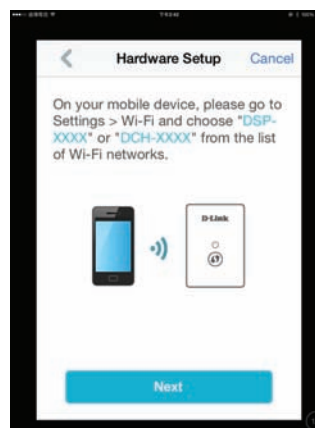 Hardware Setup
Cancel
On your mobile device, please go to
Settings > Wi-Fi and choose "DSP-
XXXX" or "DCH-XXXX" from the list
of Wi-Fi networks.
D-Link
Next